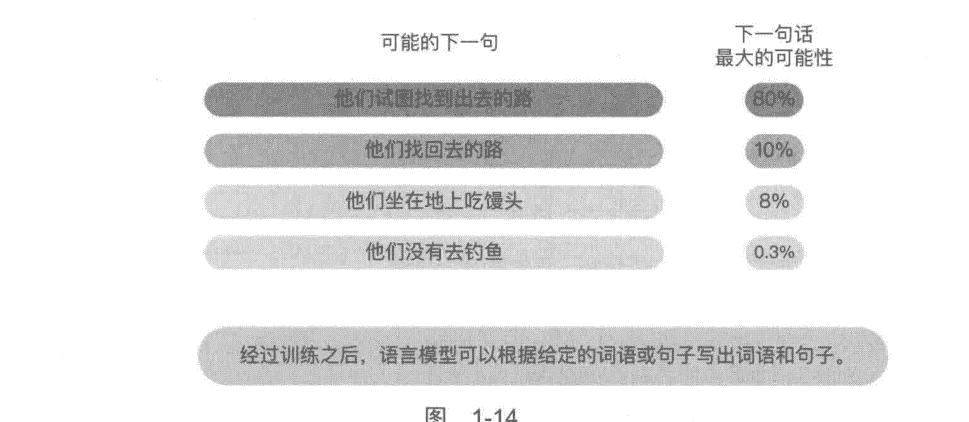 可能的下一句
下一句话
最大的可能性
他们试图找到出去的路 80%
他们找回去的路 10%
他们坐在地上吃馒头 8%
他们没有去钓鱼 0.3%
经过训练之后，语言模型可以根据给定的词语或句子写出词语和句子。
图 1-14